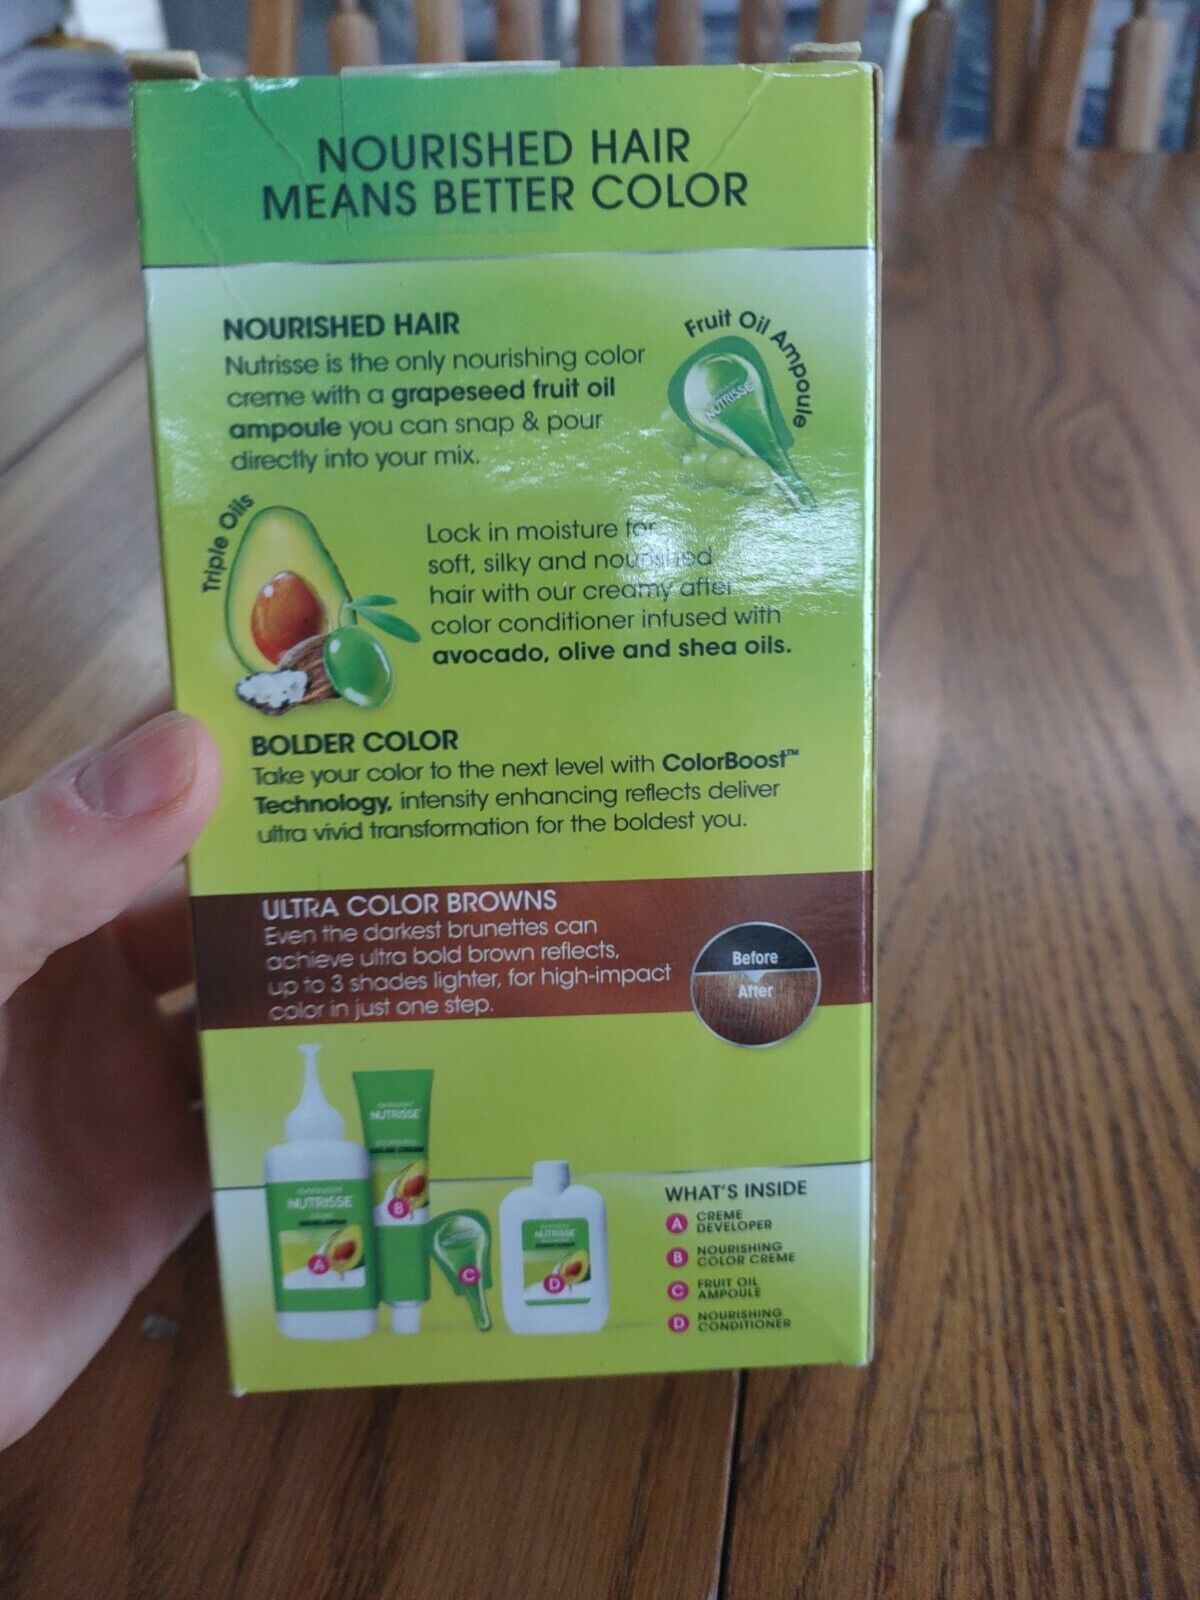 NOURISHED HAIR
MEANS BETTER COLOR
NOURISHED HAIR
Nutrisse is the only nourishing color
creme with a grapeseed fruit oil
ampoule you can snap & pour
directly into your mix.
Fruit Oil Ampoule
NUTRISSE
Triple Oils
Lock in moisture for
soft, silky and nourished
hair with our creamy after
color conditioner infused with
avocado, olive and shea oils.
BOLDER COLOR
Take your color to the next level with ColorBoost™
Technology, intensity enhancing reflects deliver
ultra vivid transformation for the boldest you.
ULTRA COLOR BROWNS
Even the darkest brunettes can
achieve ultra bold brown reflects,
up to 3 shades lighter, for high-impact
color in just one step.
Before
After
NUTRISSE
A
NUTRISSE
COLOR CREME
B
NUTRISSE
C
NUTRISSE
D
WHAT'S INSIDE
A CREME
DEVELOPER
B NOURISHING
COLOR CREME
C FRUIT OIL
AMPOULE
D NOURISHING
CONDITIONER